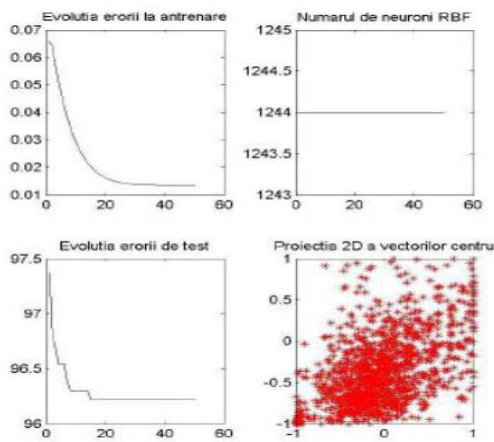 Evolutia erorii la antrenare
0.07
0.06
0.05
0.04
0.03
0.02
0.01
0 20 40 60
Numarul de neuroni RBF
1245
1244.5
1244
1243.5
1243
0 20 40 60
Evolutia erorii de test
97.5
97
96.5
96
0 20 40 60
Proiectia 2D a vectorilor centru
1
0.5
0
-0.5
-1
-1 0 1